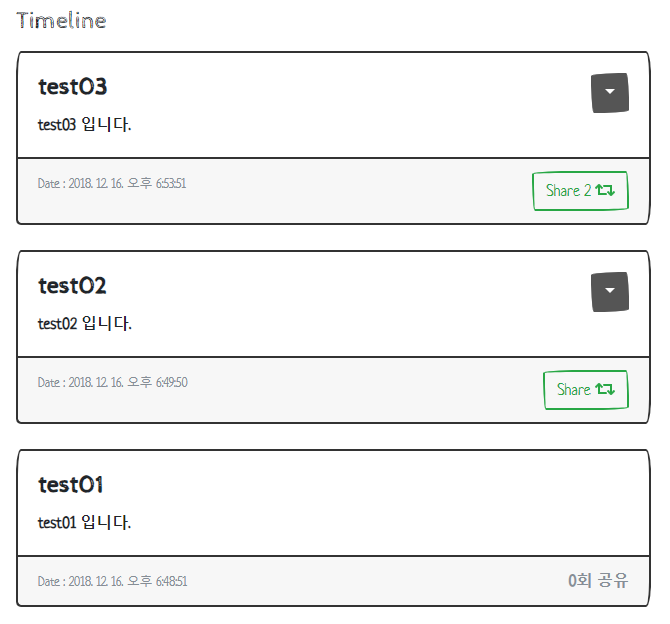 Timeline
test03
test03 입니다.
Date : 2018. 12. 16. 오후 6:53:51
Share 2
test02
test02 입니다.
Date : 2018. 12. 16. 오후 6:49:50
Share
test01
test01 입니다.
Date : 2018. 12. 16. 오후 6:48:51
0회 공유